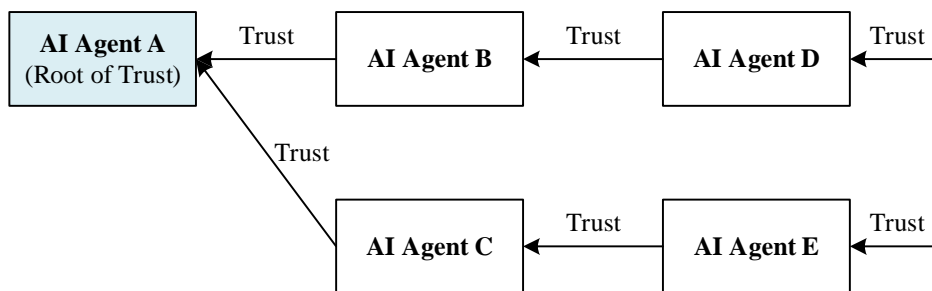 AI Agent A
(Root of Trust)
Trust
AI Agent B
Trust
AI Agent D
Trust
Trust
AI Agent C
Trust
AI Agent E
Trust